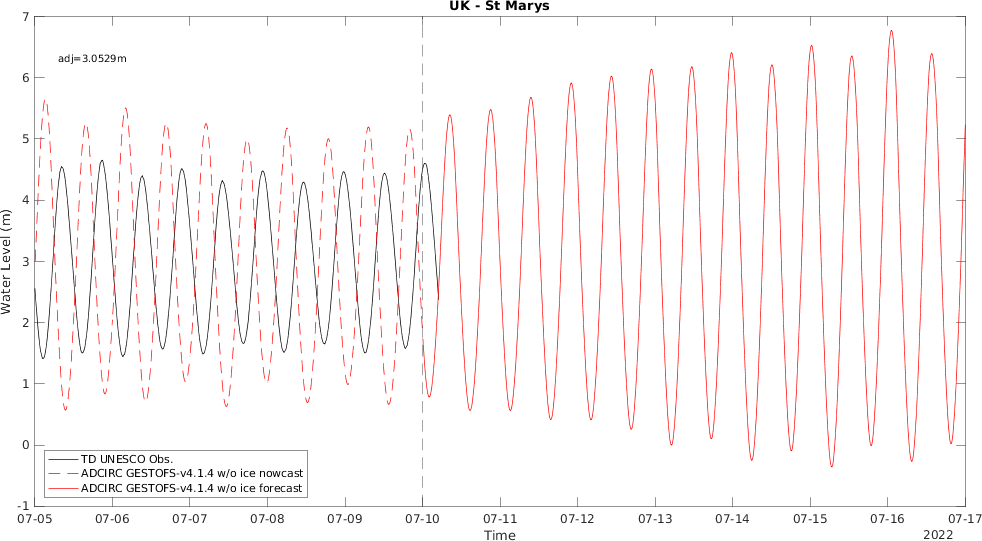 UK - St Marys
adj=3.0529m
Water Level (m)
7
6
5
4
3
2
1
0
-1
TD UNESCO Obs.
ADCIRC GESTOFS-v4.1.4 w/o ice nowcast
ADCIRC GESTOFS-v4.1.4 w/o ice forecast
07-05 07-06 07-07 07-08 07-09 07-10 07-11 07-12 07-13 07-14 07-15 07-16 07-17
Time
2022